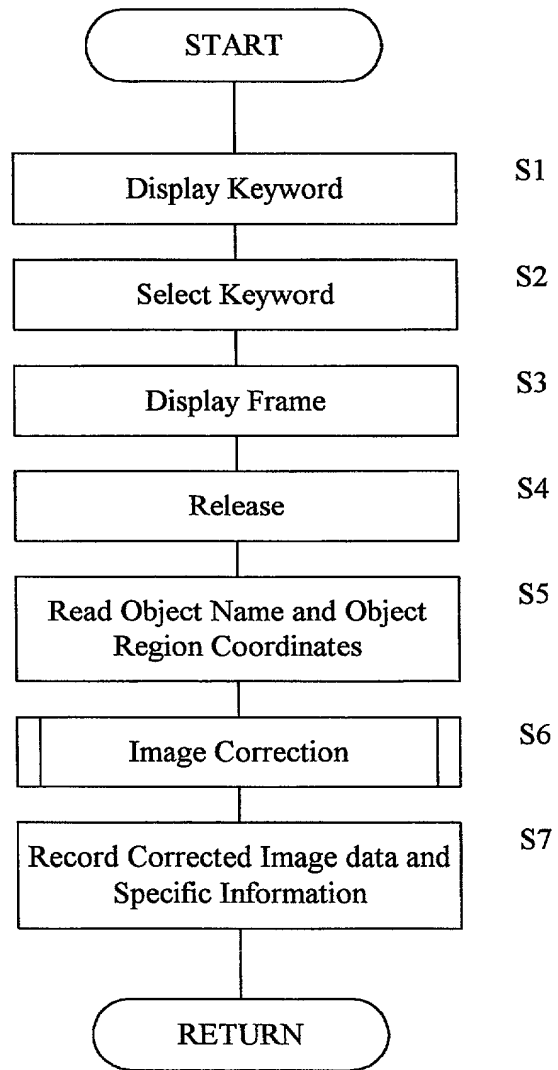 START
Display Keyword
S1
Select Keyword
S2
Display Frame
S3
Release
S4
Read Object Name and Object
Region Coordinates
S5
Image Correction
S6
Record Corrected Image data and
Specific Information
S7
RETURN